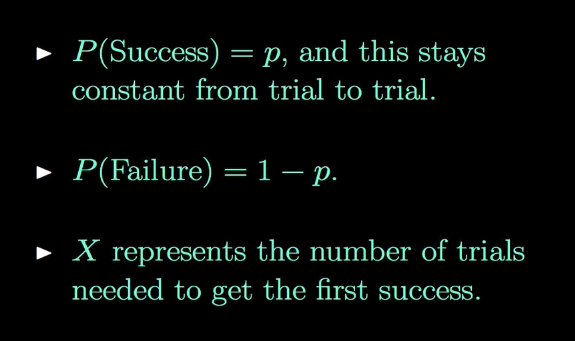 ► P(Success) = p, and this stays
constant from trial to trial.
► P(Failure) = 1 − p.
► X represents the number of trials
needed to get the first success.